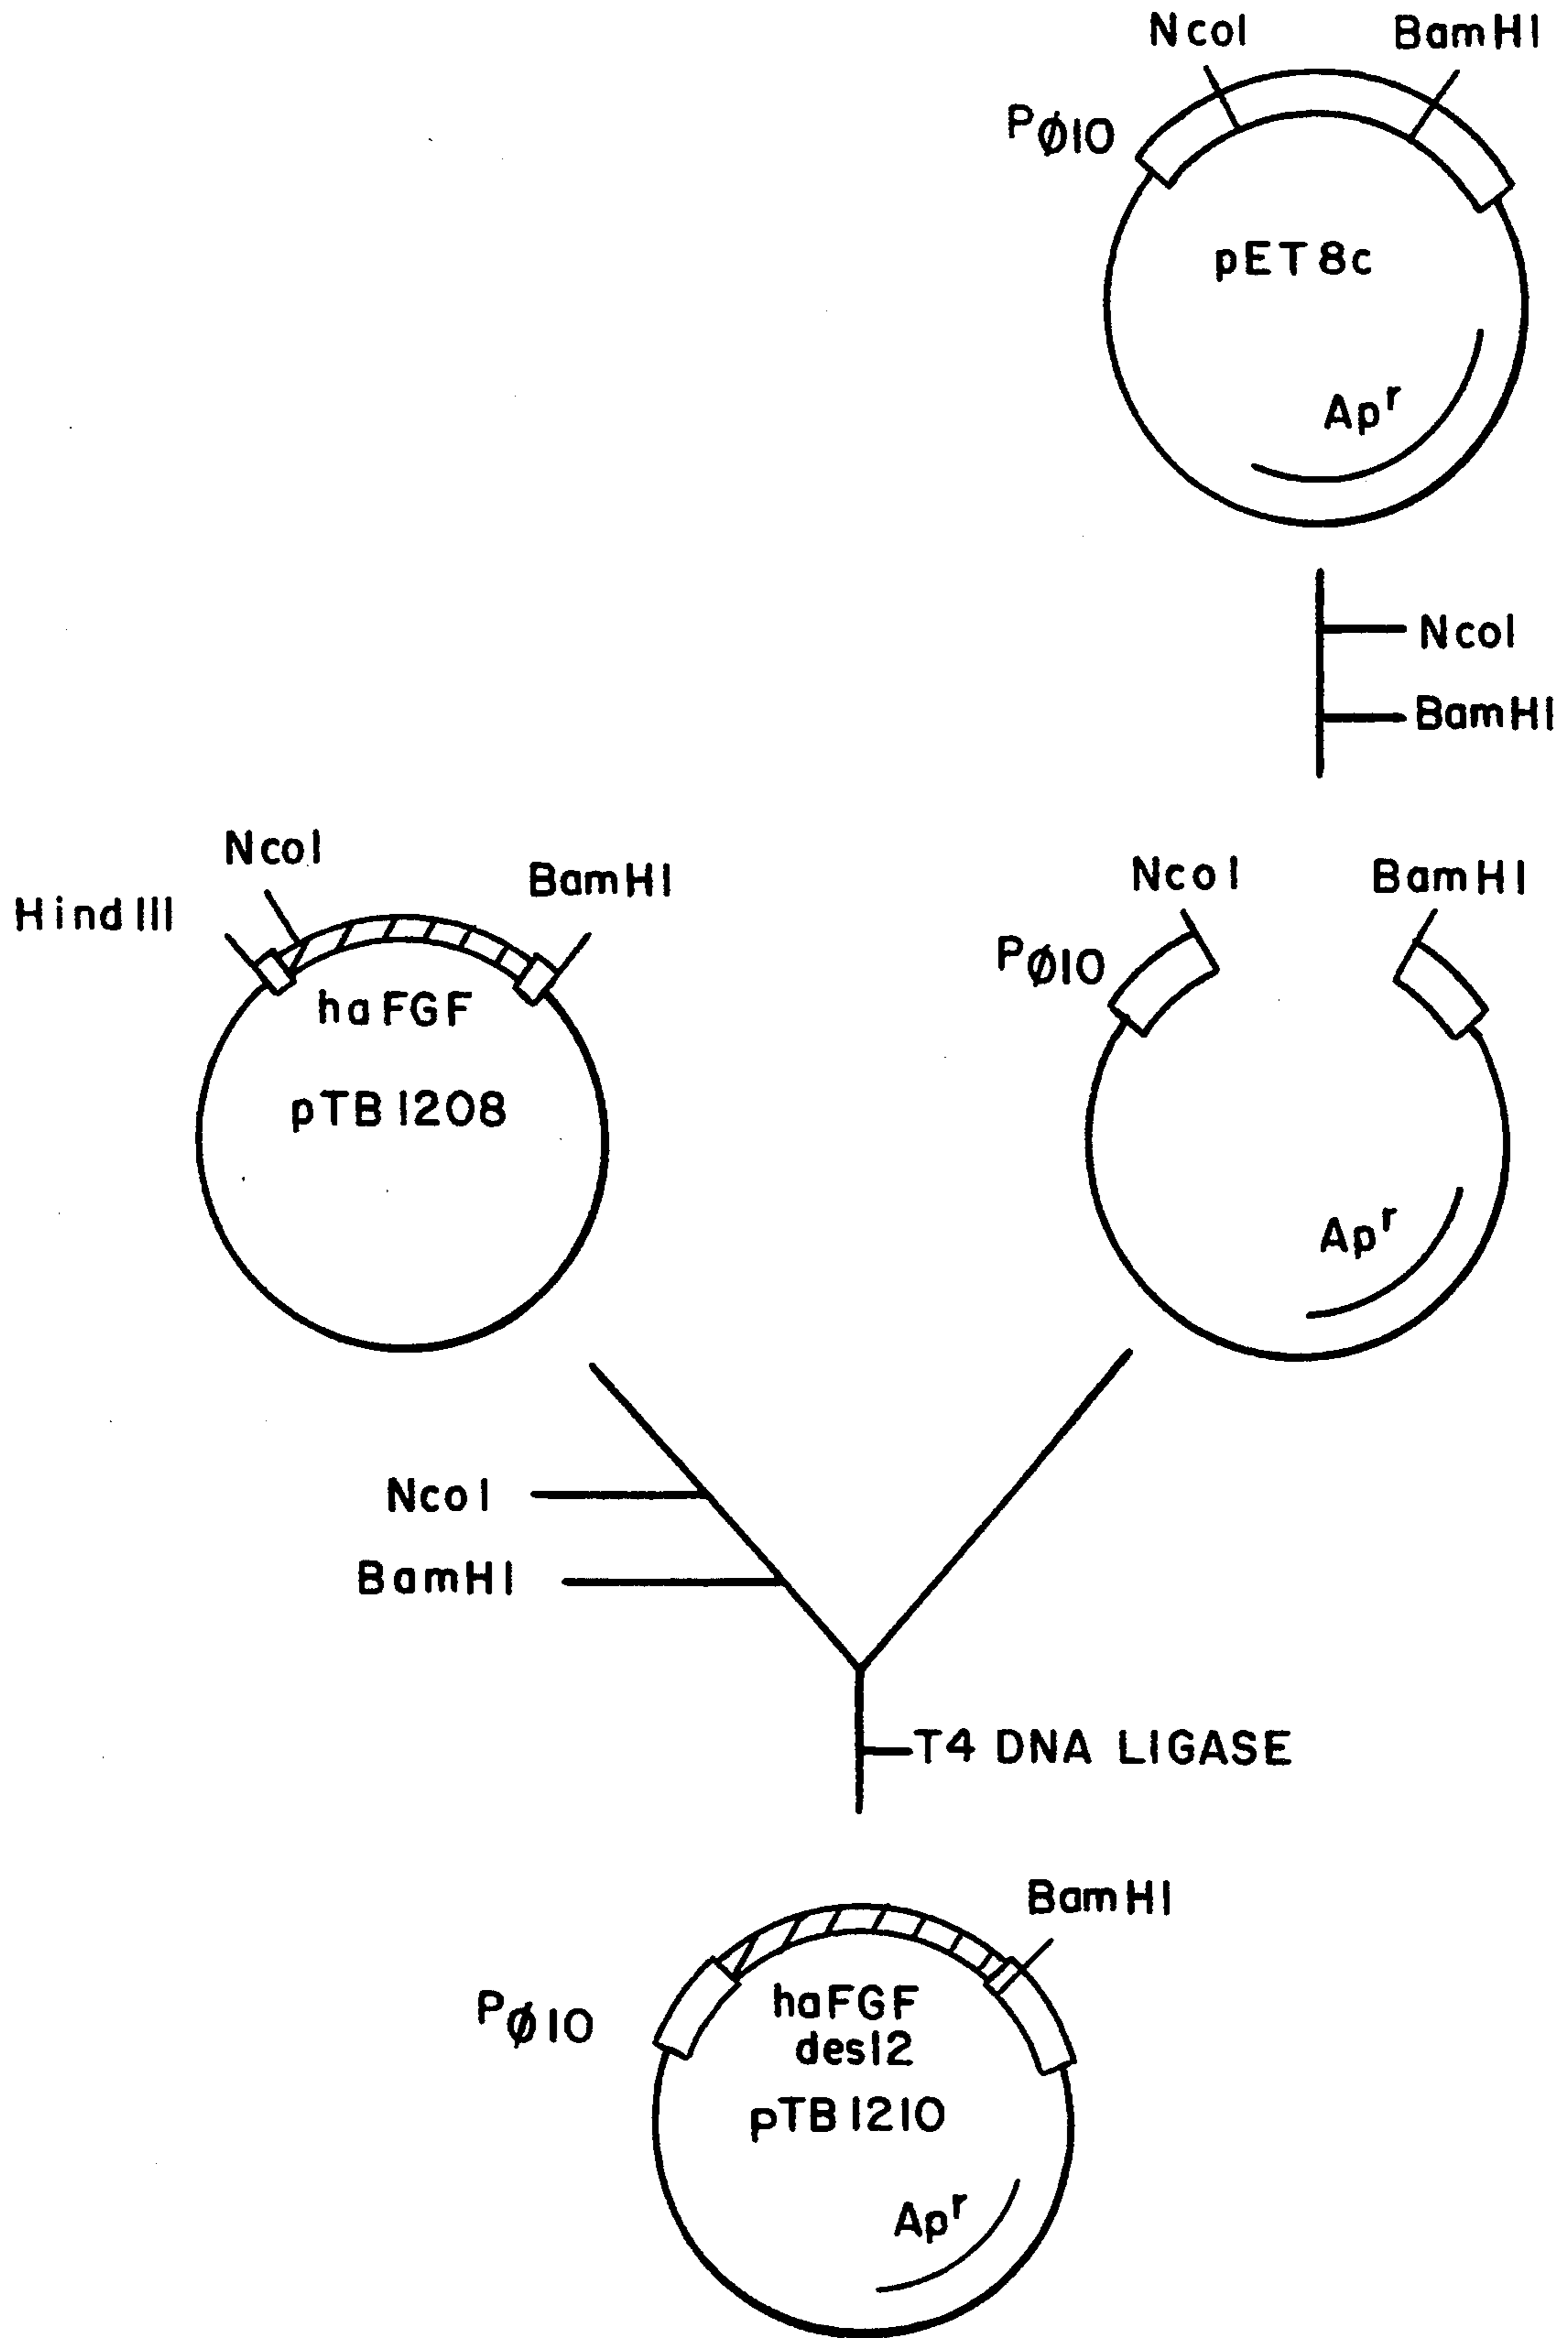 NcoI
BamHI
PØ10
pET8c
Apr
NcoI
BamHI
NcoI
BamHI
HindIII
haFGF
pTB1208
NcoI
BamHI
PØ10
Apr
NcoI
BamHI
T4 DNA LIGASE
BamHI
PØ10
haFGF
des12
pTB1210
Apr